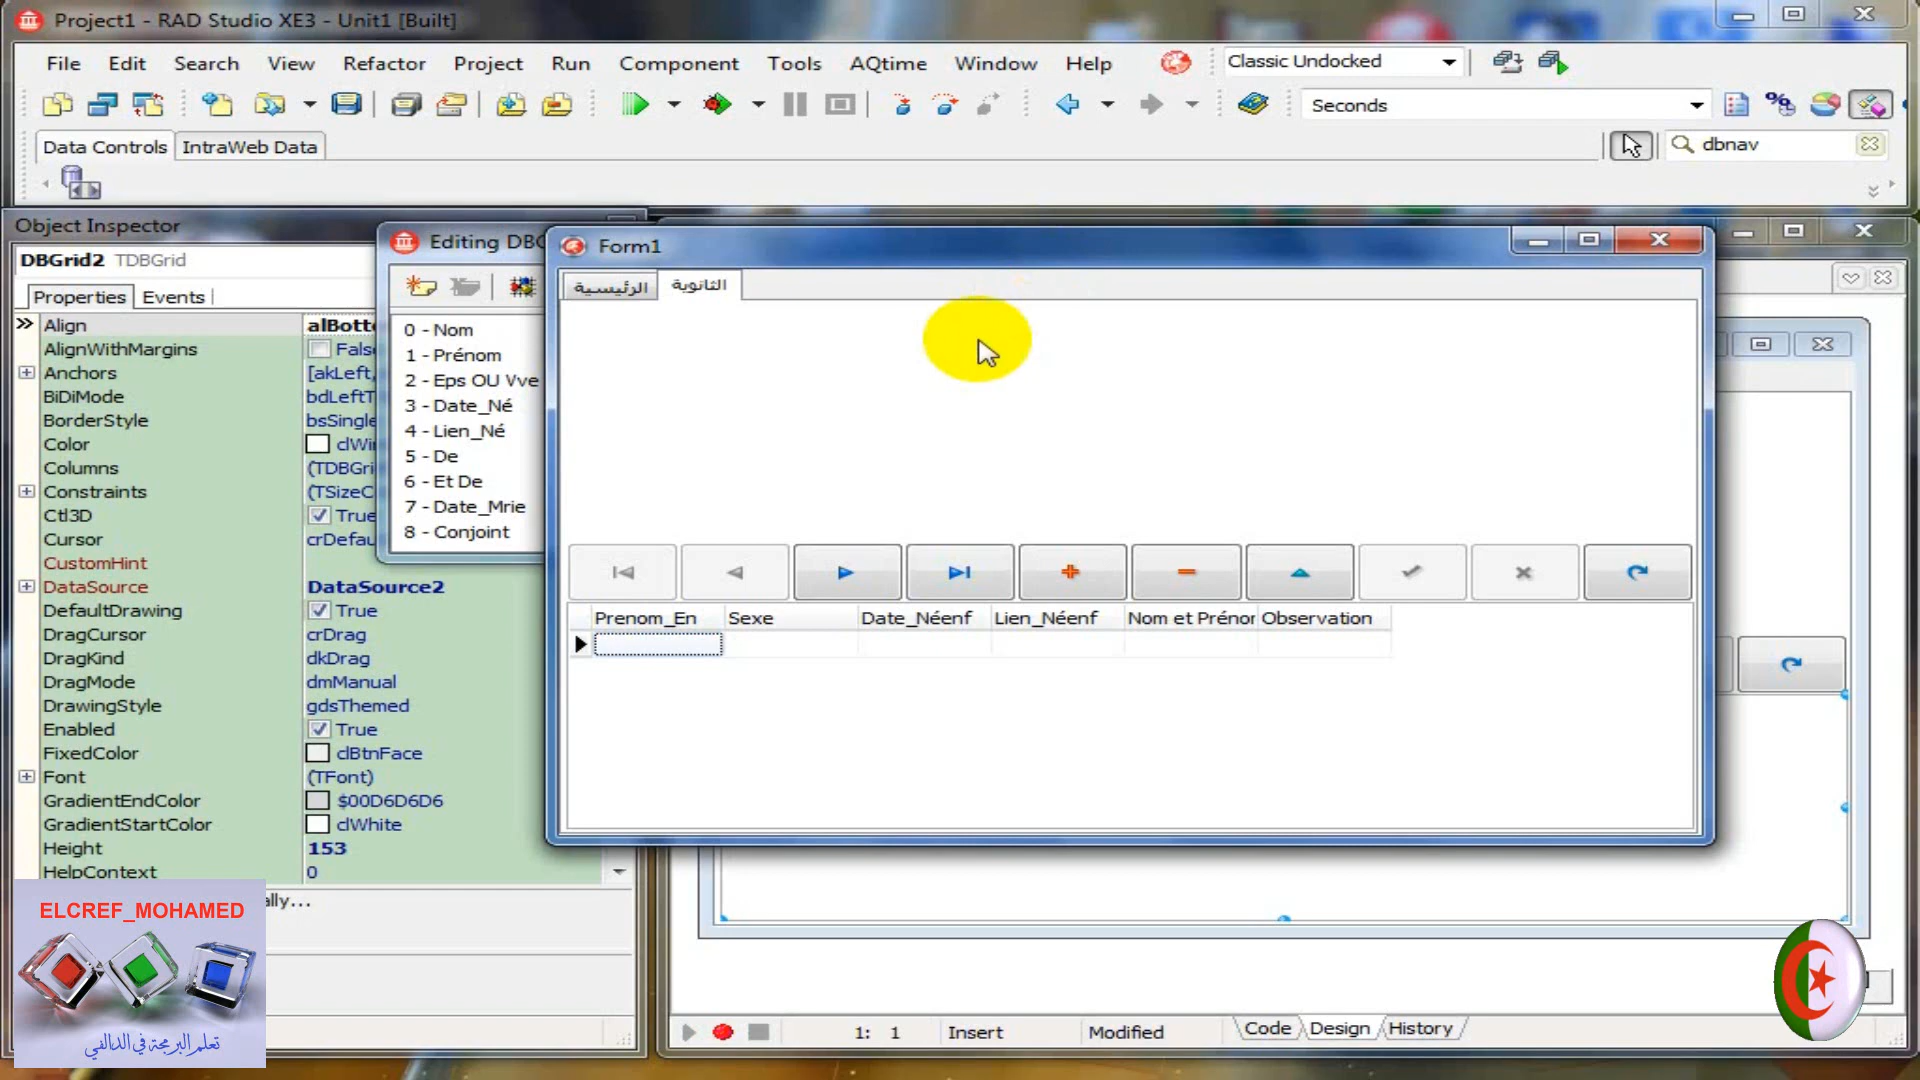 Project1 - RAD Studio XE3 - Unit1 [Built]
File Edit Search View Refactor Project Run Component Tools AQtime Window Help Classic Undocked
Seconds
Data Controls IntraWeb Data dbnav
Object Inspector
DBGrid2 TDBGrid
Properties Events
Align alBotto
AlignWithMargins False
Anchors [akLeft,
BiDiMode bdLeftT
BorderStyle bsSingle
Color clWi
Columns (TDBGri
Constraints (TSizeC
Ctl3D True
Cursor crDefau
CustomHint
DataSource DataSource2
DefaultDrawing True
DragCursor crDrag
DragKind dkDrag
DragMode dmManual
DrawingStyle gdsThemed
Enabled True
FixedColor clBtnFace
Font (TFont)
GradientEndColor $00D6D6D6
GradientStartColor clWhite
Height 153
HelpContext 0
ally...
Editing DBG
0 - Nom
1 - Prénom
2 - Eps OU Vve
3 - Date_Né
4 - Lien_Né
5 - De
6 - Et De
7 - Date_Mrie
8 - Conjoint
Form1
الرئيسية الثانوية
Prenom_En Sexe Date_Néenf Lien_Néenf Nom et Prénor Observation
ELCREF_MOHAMED
تعلم البرمجة في الدالفي
1: 1 Insert Modified Code Design History